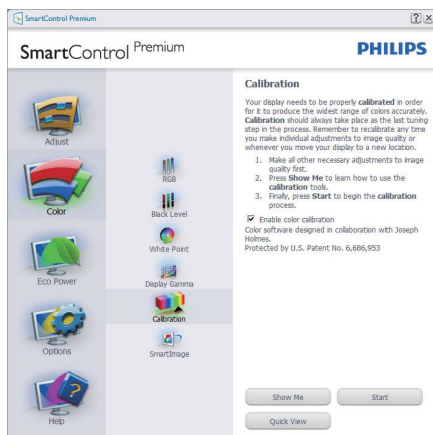 SmartControl Premium
SmartControl Premium
PHILIPS
Adjust
Color
Eco Power
Options
Help
RGB
Black Level
White Point
Display Gamma
Calibration
SmartImage
Calibration
Your display needs to be properly calibrated in order
for it to produce the widest range of colors accurately.
Calibration should always take place as the last tuning
step in the process. Remember to recalibrate any time
you make individual adjustments to image quality or
whenever you move your display to a new location.
1. Make all other necessary adjustments to image
quality first.
2. Press Show Me to learn how to use the
calibration tools.
3. Finally, press Start to begin the calibration
process.
Enable color calibration
Color software designed in collaboration with Joseph
Holmes.
Protected by U.S. Patent No. 6,686,953
Show Me
Start
Quick View